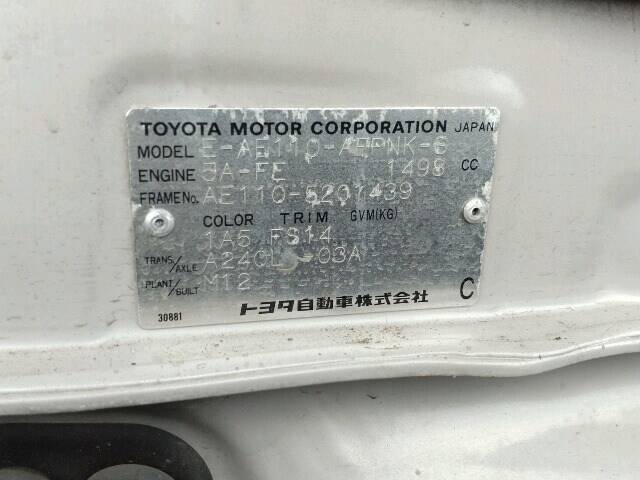 TOYOTA MOTOR CORPORATION JAPAN
MODEL E-AE110-AEPNK-G
ENGINE 5A-FE 1498 CC
FRAME No. AE110-5201439
COLOR TRIM GVM(KG)
1A5 FS14
TRANS./AXLE A240L -03A
PLANT/BUILT M12
トヨタ自動車株式会社 C
30881